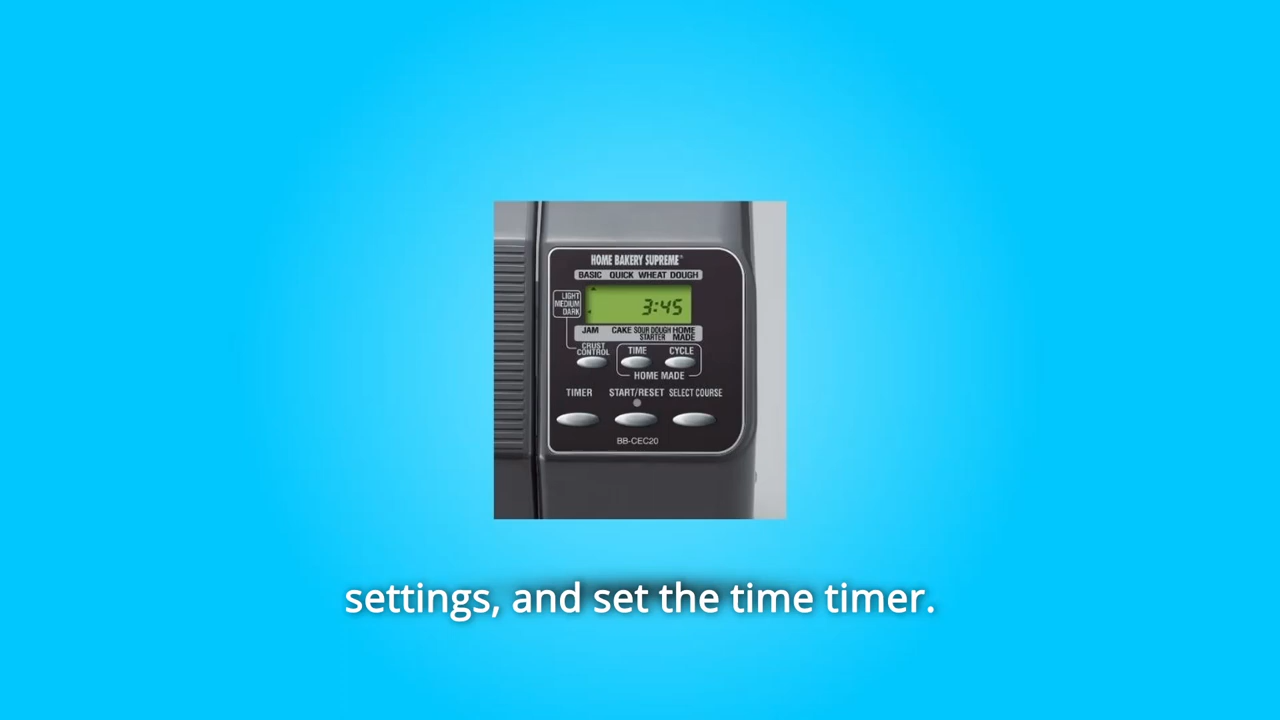 HOME BAKERY SUPREME®
BASIC QUICK WHEAT DOUGH
LIGHT
MEDIUM
DARK
3:45
JAM CAKE SOUR DOUGH STARTER HOME MADE
CRUST CONTROL
TIME CYCLE
HOME MADE
TIMER START/RESET SELECT COURSE
BB-CEC20
settings, and set the time timer.